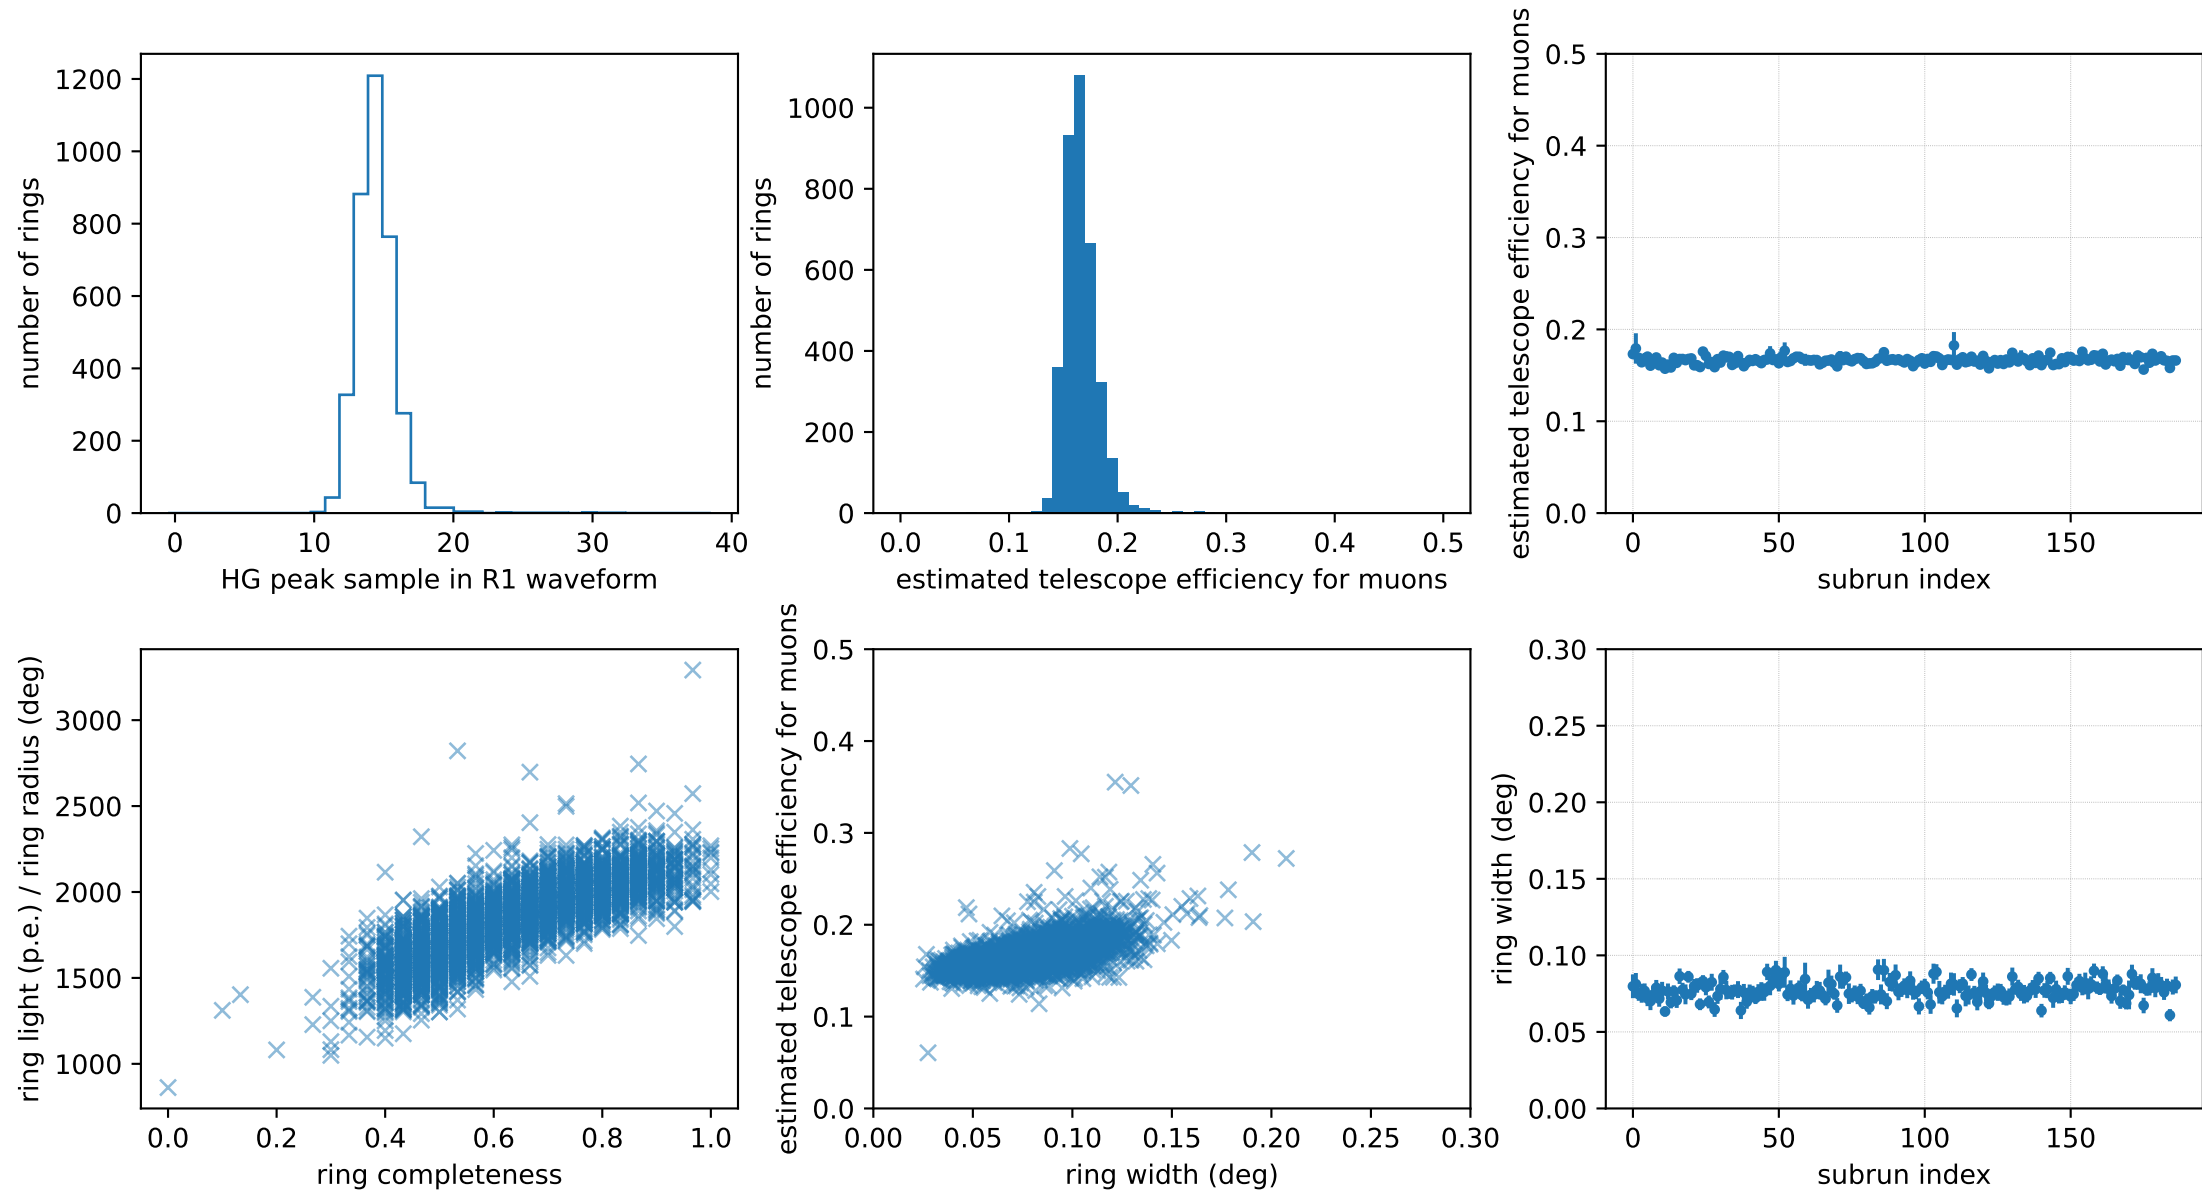 1200
1000
800
600
400
200
0
number of rings
0 10 20 30 40
HG peak sample in R1 waveform
1000
800
600
400
200
0
number of rings
0.0 0.1 0.2 0.3 0.4 0.5
estimated telescope efficiency for muons
0.5
0.4
0.3
0.2
0.1
0.0
estimated telescope efficiency for muons
0 50 100 150
subrun index
3000
2500
2000
1500
1000
ring light (p.e.) / ring radius (deg)
0.0 0.2 0.4 0.6 0.8 1.0
ring completeness
0.5
0.4
0.3
0.2
0.1
0.0
estimated telescope efficiency for muons
0.00 0.05 0.10 0.15 0.20 0.25 0.30
ring width (deg)
0.30
0.25
0.20
0.15
0.10
0.05
0.00
ring width (deg)
0 50 100 150
subrun index